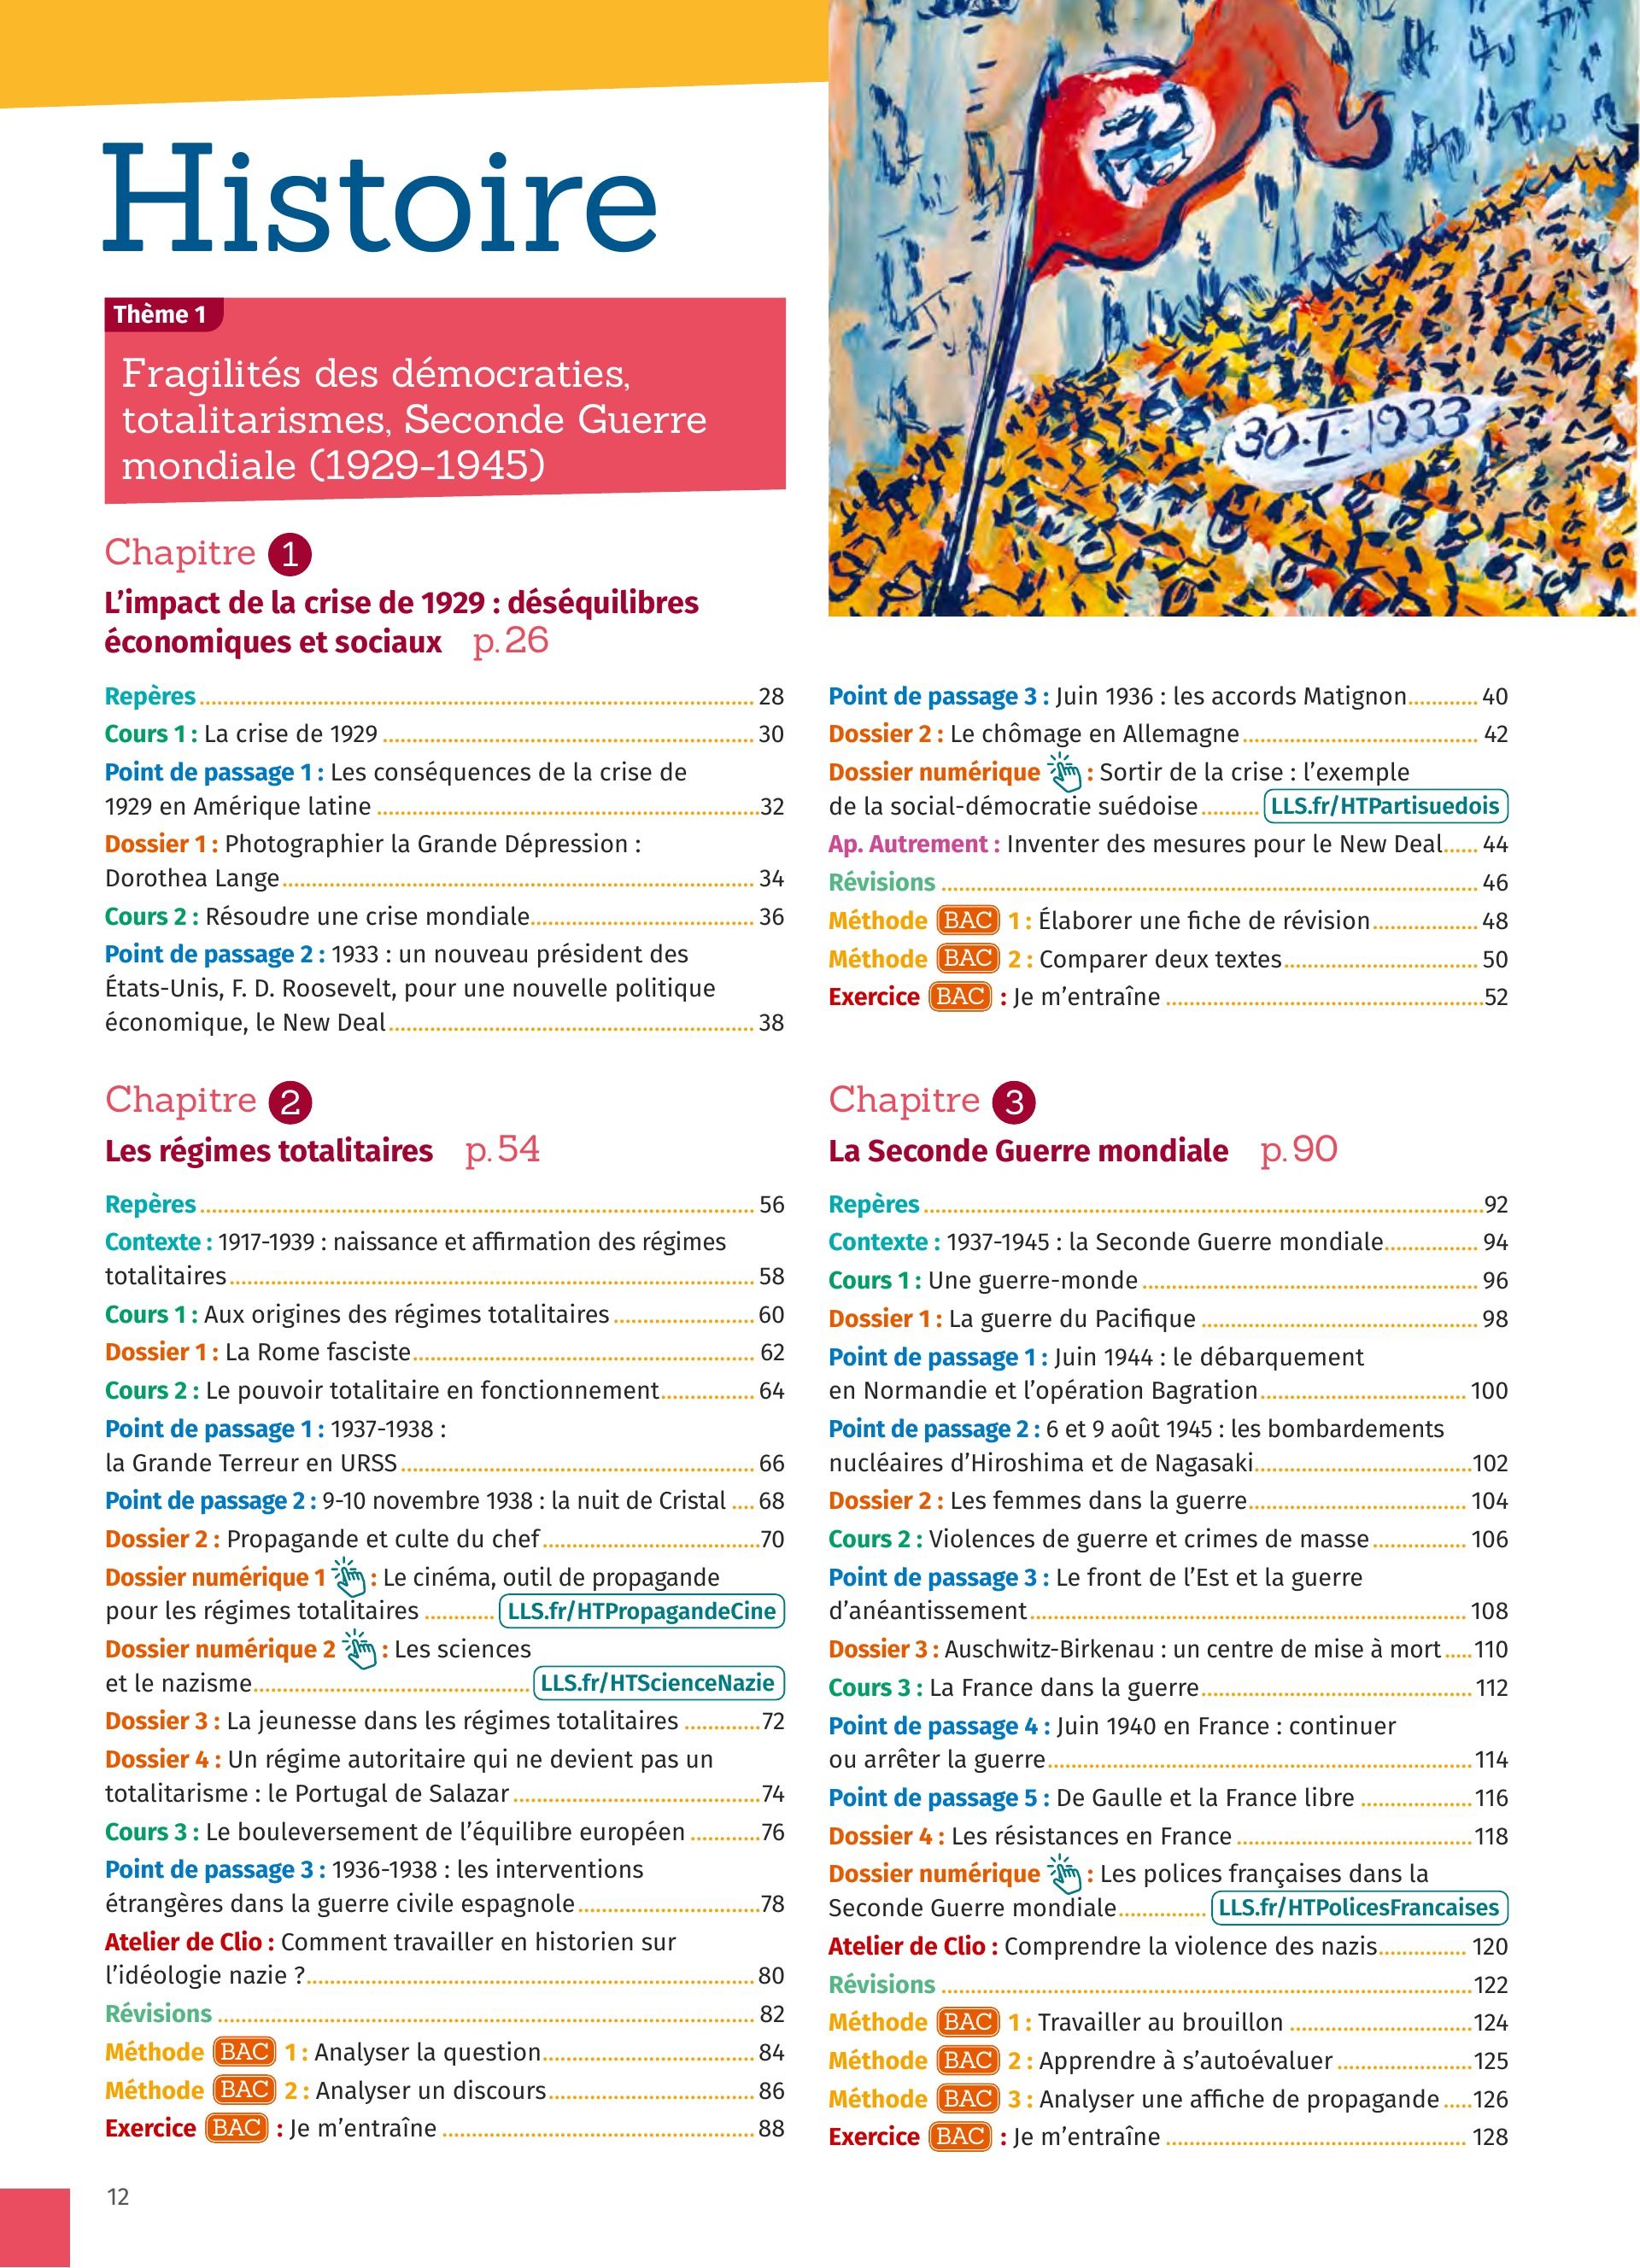 Histoire
30·I·1933
Thème 1
Fragilités des démocraties,
totalitarismes, Seconde Guerre
mondiale (1929-1945)
Chapitre 1
L’impact de la crise de 1929 : déséquilibres
économiques et sociaux p. 26
Repères 28
Cours 1 : La crise de 1929 30
Point de passage 1 : Les conséquences de la crise de
1929 en Amérique latine 32
Dossier 1 : Photographier la Grande Dépression :
Dorothea Lange 34
Cours 2 : Résoudre une crise mondiale 36
Point de passage 2 : 1933 : un nouveau président des
États-Unis, F. D. Roosevelt, pour une nouvelle politique
économique, le New Deal 38
Point de passage 3 : Juin 1936 : les accords Matignon 40
Dossier 2 : Le chômage en Allemagne 42
Dossier numérique : Sortir de la crise : l’exemple
de la social-démocratie suédoise LLS.fr/HTPartisuedois
Ap. Autrement : Inventer des mesures pour le New Deal 44
Révisions 46
Méthode BAC 1 : Élaborer une fiche de révision 48
Méthode BAC 2 : Comparer deux textes 50
Exercice BAC : Je m’entraîne 52
Chapitre 2
Les régimes totalitaires p. 54
Repères 56
Contexte : 1917-1939 : naissance et affirmation des régimes
totalitaires 58
Cours 1 : Aux origines des régimes totalitaires 60
Dossier 1 : La Rome fasciste 62
Cours 2 : Le pouvoir totalitaire en fonctionnement 64
Point de passage 1 : 1937-1938 :
la Grande Terreur en URSS 66
Point de passage 2 : 9-10 novembre 1938 : la nuit de Cristal 68
Dossier 2 : Propagande et culte du chef 70
Dossier numérique 1 : Le cinéma, outil de propagande
pour les régimes totalitaires LLS.fr/HTPropagandeCine
Dossier numérique 2 : Les sciences
et le nazisme LLS.fr/HTScienceNazie
Dossier 3 : La jeunesse dans les régimes totalitaires 72
Dossier 4 : Un régime autoritaire qui ne devient pas un
totalitarisme : le Portugal de Salazar 74
Cours 3 : Le bouleversement de l’équilibre européen 76
Point de passage 3 : 1936-1938 : les interventions
étrangères dans la guerre civile espagnole 78
Atelier de Clio : Comment travailler en historien sur
l’idéologie nazie ? 80
Révisions 82
Méthode BAC 1 : Analyser la question 84
Méthode BAC 2 : Analyser un discours 86
Exercice BAC : Je m’entraîne 88
Chapitre 3
La Seconde Guerre mondiale p. 90
Repères 92
Contexte : 1937-1945 : la Seconde Guerre mondiale 94
Cours 1 : Une guerre-monde 96
Dossier 1 : La guerre du Pacifique 98
Point de passage 1 : Juin 1944 : le débarquement
en Normandie et l’opération Bagration 100
Point de passage 2 : 6 et 9 août 1945 : les bombardements
nucléaires d’Hiroshima et de Nagasaki 102
Dossier 2 : Les femmes dans la guerre 104
Cours 2 : Violences de guerre et crimes de masse 106
Point de passage 3 : Le front de l’Est et la guerre
d’anéantissement 108
Dossier 3 : Auschwitz-Birkenau : un centre de mise à mort 110
Cours 3 : La France dans la guerre 112
Point de passage 4 : Juin 1940 en France : continuer
ou arrêter la guerre 114
Point de passage 5 : De Gaulle et la France libre 116
Dossier 4 : Les résistances en France 118
Dossier numérique : Les polices françaises dans la
Seconde Guerre mondiale LLS.fr/HTPolicesFrancaises
Atelier de Clio : Comprendre la violence des nazis 120
Révisions 122
Méthode BAC 1 : Travailler au brouillon 124
Méthode BAC 2 : Apprendre à s’autoévaluer 125
Méthode BAC 3 : Analyser une affiche de propagande 126
Exercice BAC : Je m’entraîne 128
12